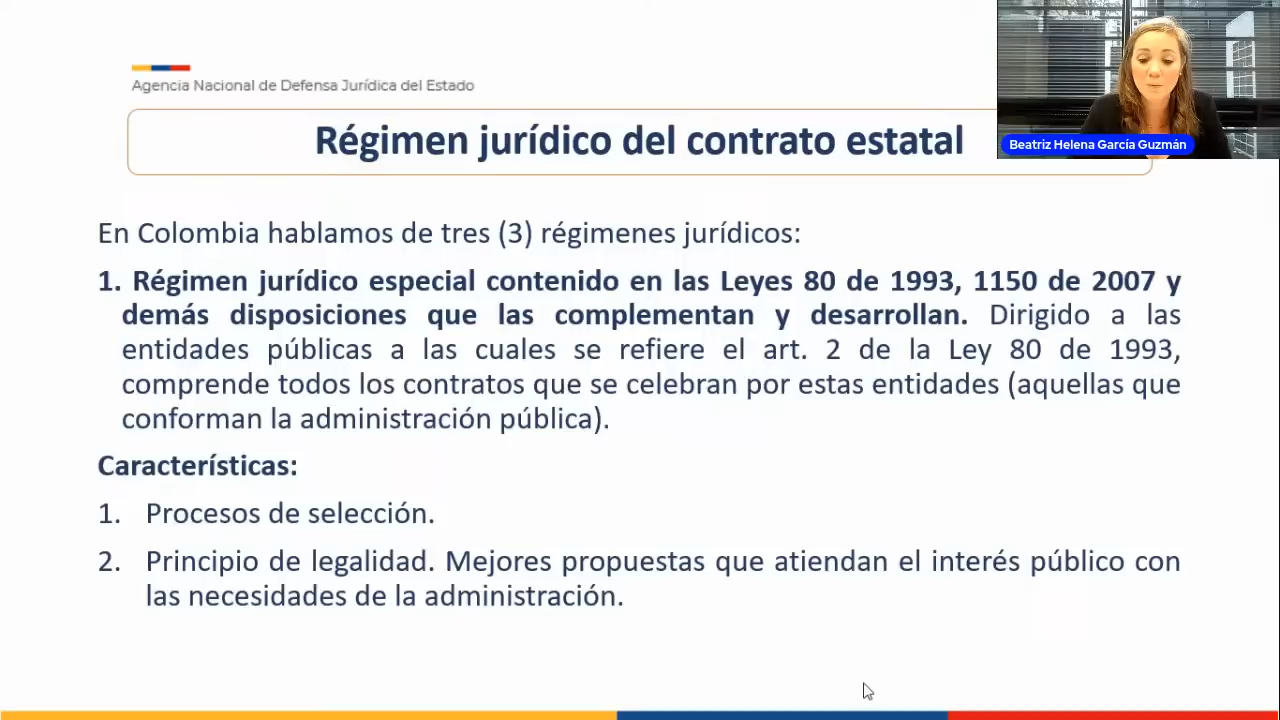 Agencia Nacional de Defensa Jurídica del Estado
Régimen jurídico del contrato estatal
Beatriz Helena García Guzmán
En Colombia hablamos de tres (3) régimenes jurídicos:
1. Régimen jurídico especial contenido en las Leyes 80 de 1993, 1150 de 2007 y
demás disposiciones que las complementan y desarrollan. Dirigido a las
entidades públicas a las cuales se refiere el art. 2 de la Ley 80 de 1993,
comprende todos los contratos que se celebran por estas entidades (aquellas que
conforman la administración pública).
Características:
1. Procesos de selección.
2. Principio de legalidad. Mejores propuestas que atiendan el interés público con
las necesidades de la administración.